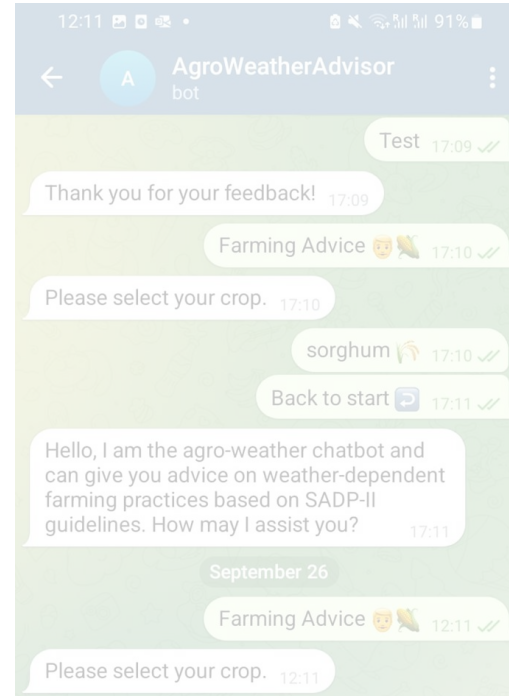 12:11 91%
A AgroWeatherAdvisor
bot
Test 17:09
Thank you for your feedback! 17:09
Farming Advice 👨🌽 17:10
Please select your crop. 17:10
sorghum 🌾 17:10
Back to start ↩️ 17:11
Hello, I am the agro-weather chatbot and
can give you advice on weather-dependent
farming practices based on SADP-II
guidelines. How may I assist you? 17:11
September 26
Farming Advice 👨🌽 12:11
Please select your crop. 12:11